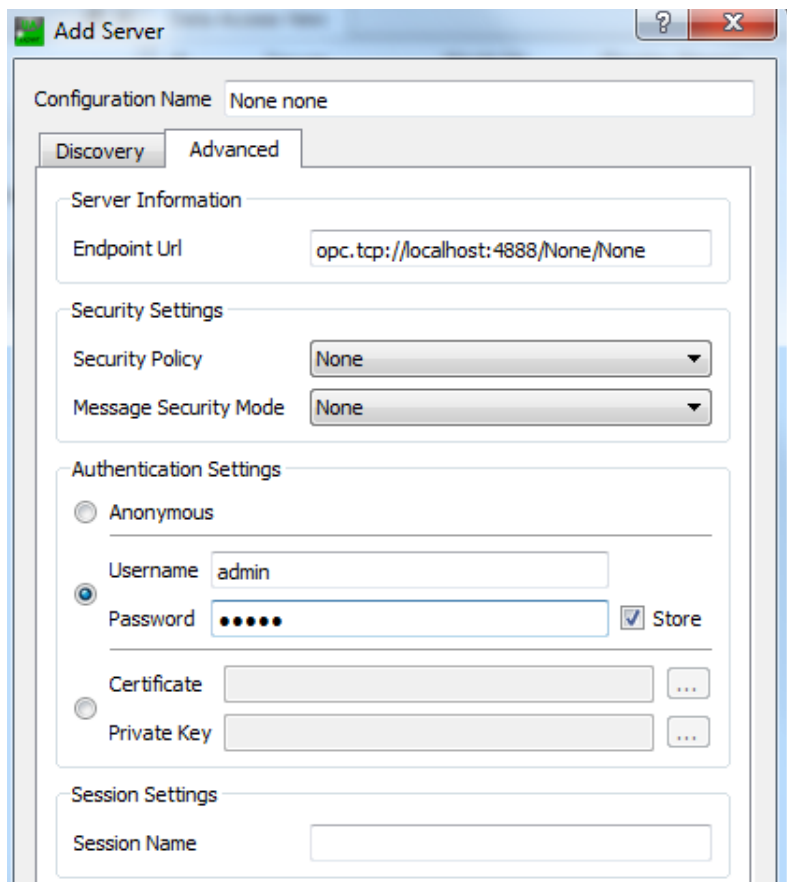 Add Server
Configuration Name None none
Discovery Advanced
Server Information
Endpoint Url opc.tcp://localhost:4888/None/None
Security Settings
Security Policy None
Message Security Mode None
Authentication Settings
Anonymous
Username admin
Password ●●●●● Store
Certificate ...
Private Key ...
Session Settings
Session Name